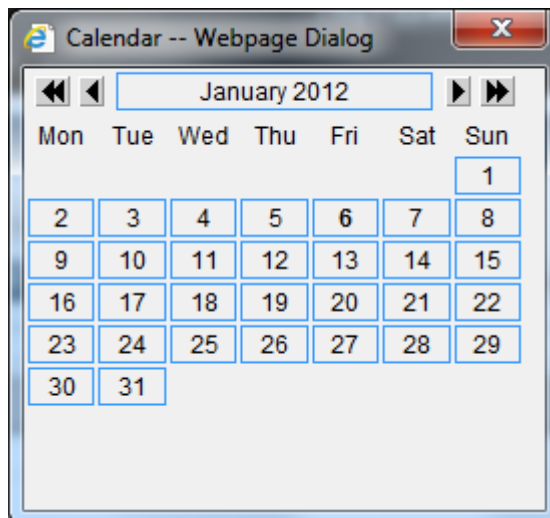 Calendar -- Webpage Dialog
January 2012
Mon Tue Wed Thu Fri Sat Sun
1
2 3 4 5 6 7 8
9 10 11 12 13 14 15
16 17 18 19 20 21 22
23 24 25 26 27 28 29
30 31